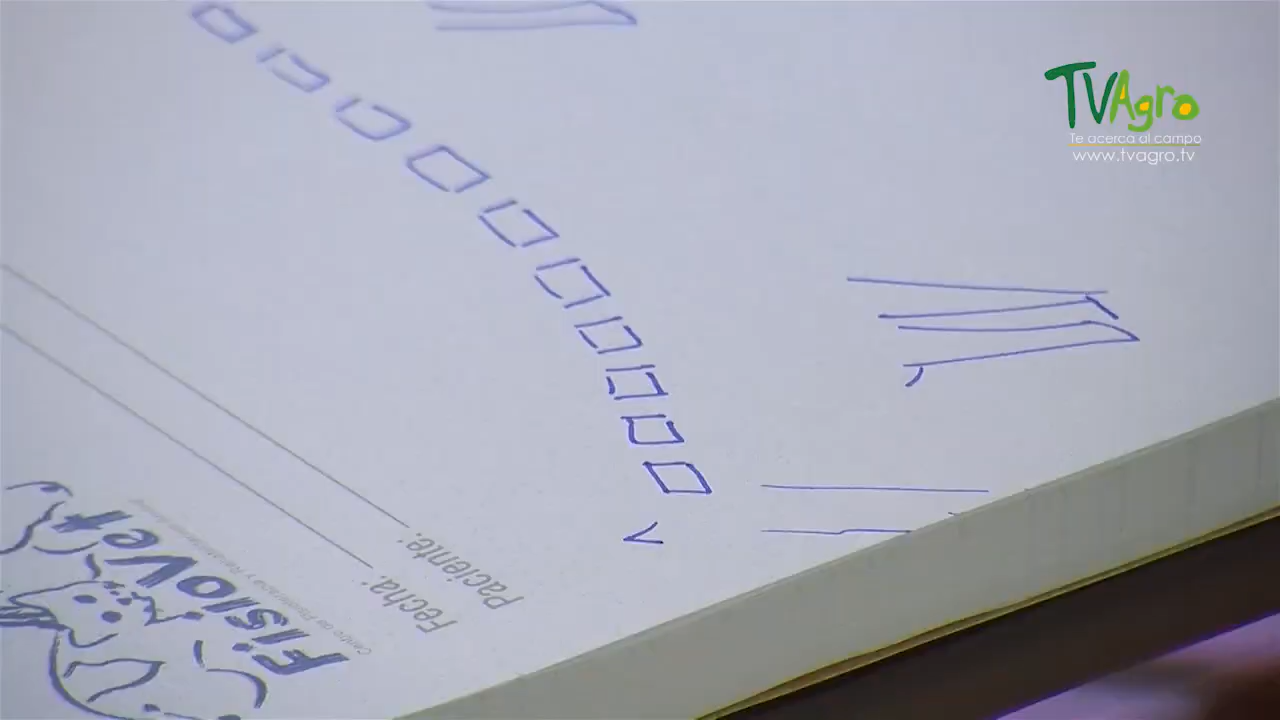 TVAgro
Te acerca al campo
www.tvagro.tv
FisioVet
Fecha:
Paciente: